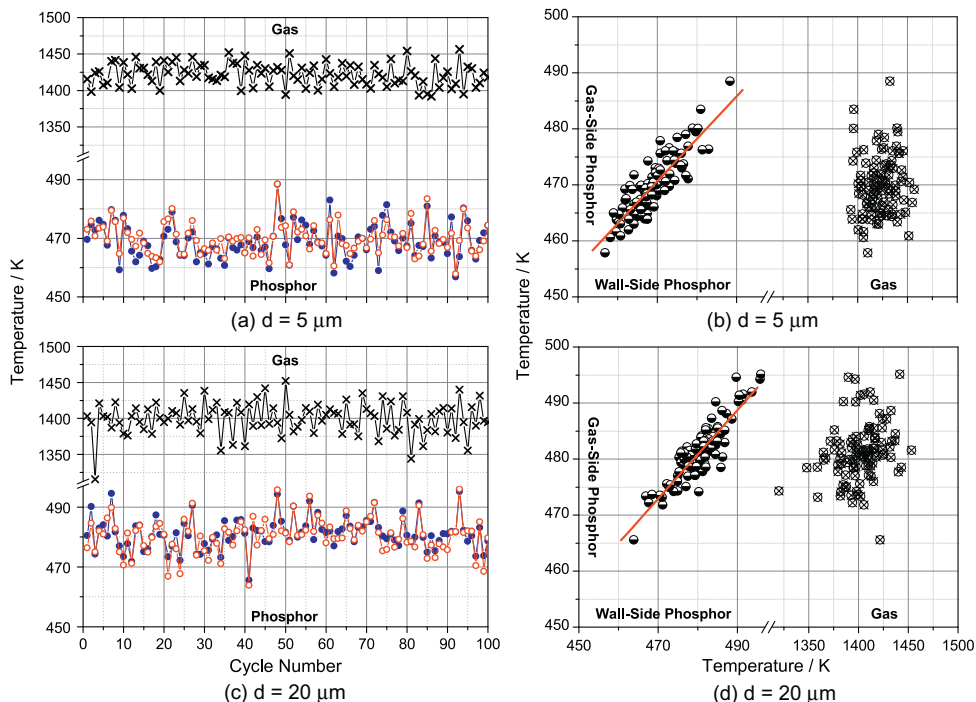 1500
1450
1400
1350
490
470
450
Gas
Phosphor
(a) d = 5 μm
500
490
480
470
460
450
Gas-Side Phosphor
Wall-Side Phosphor
Gas
(b) d = 5 μm
Temperature / K
1500
1450
1400
1350
490
470
450
Gas
Phosphor
0 10 20 30 40 50 60 70 80 90 100
Cycle Number
(c) d = 20 μm
Temperature / K
500
490
480
470
460
450
450 470 490 1350 1400 1450 1500
Gas-Side Phosphor
Wall-Side Phosphor
Gas
Temperature / K
(d) d = 20 μm